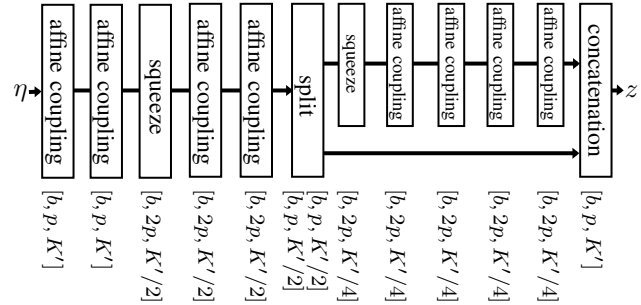 η
affine coupling
affine coupling
squeeze
affine coupling
affine coupling
split
squeeze
affine coupling
affine coupling
affine coupling
affine coupling
concatenation
z
[b, p, K′]
[b, p, K′]
[b, 2p, K′/2]
[b, 2p, K′/2]
[b, 2p, K′/2]
[b, p, K′/2]
[b, p, K′/2]
[b, 2p, K′/4]
[b, 2p, K′/4]
[b, 2p, K′/4]
[b, 2p, K′/4]
[b, 2p, K′/4]
[b, p, K′]